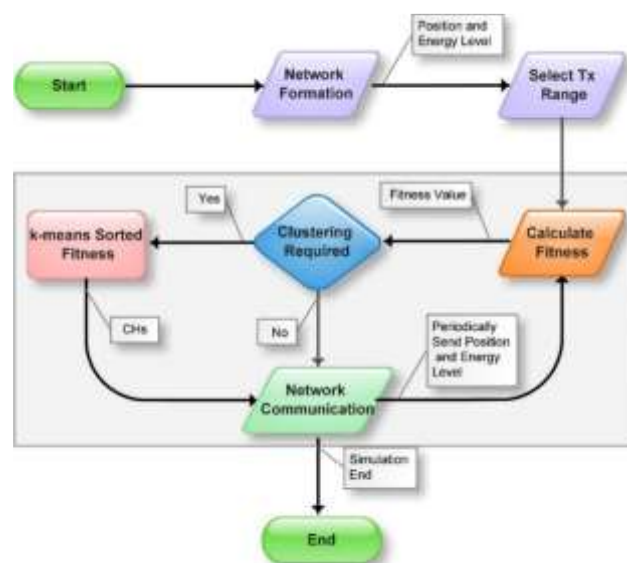 Position and
Energy Level
Start
Network
Formation
Select Tx
Range
Yes
Fitness Value
k-means Sorted
Fitness
Clustering
Required
Calculate
Fitness
CHs
No
Periodically
Send Position
and Energy
Level
Network
Communication
Simulation
End
End